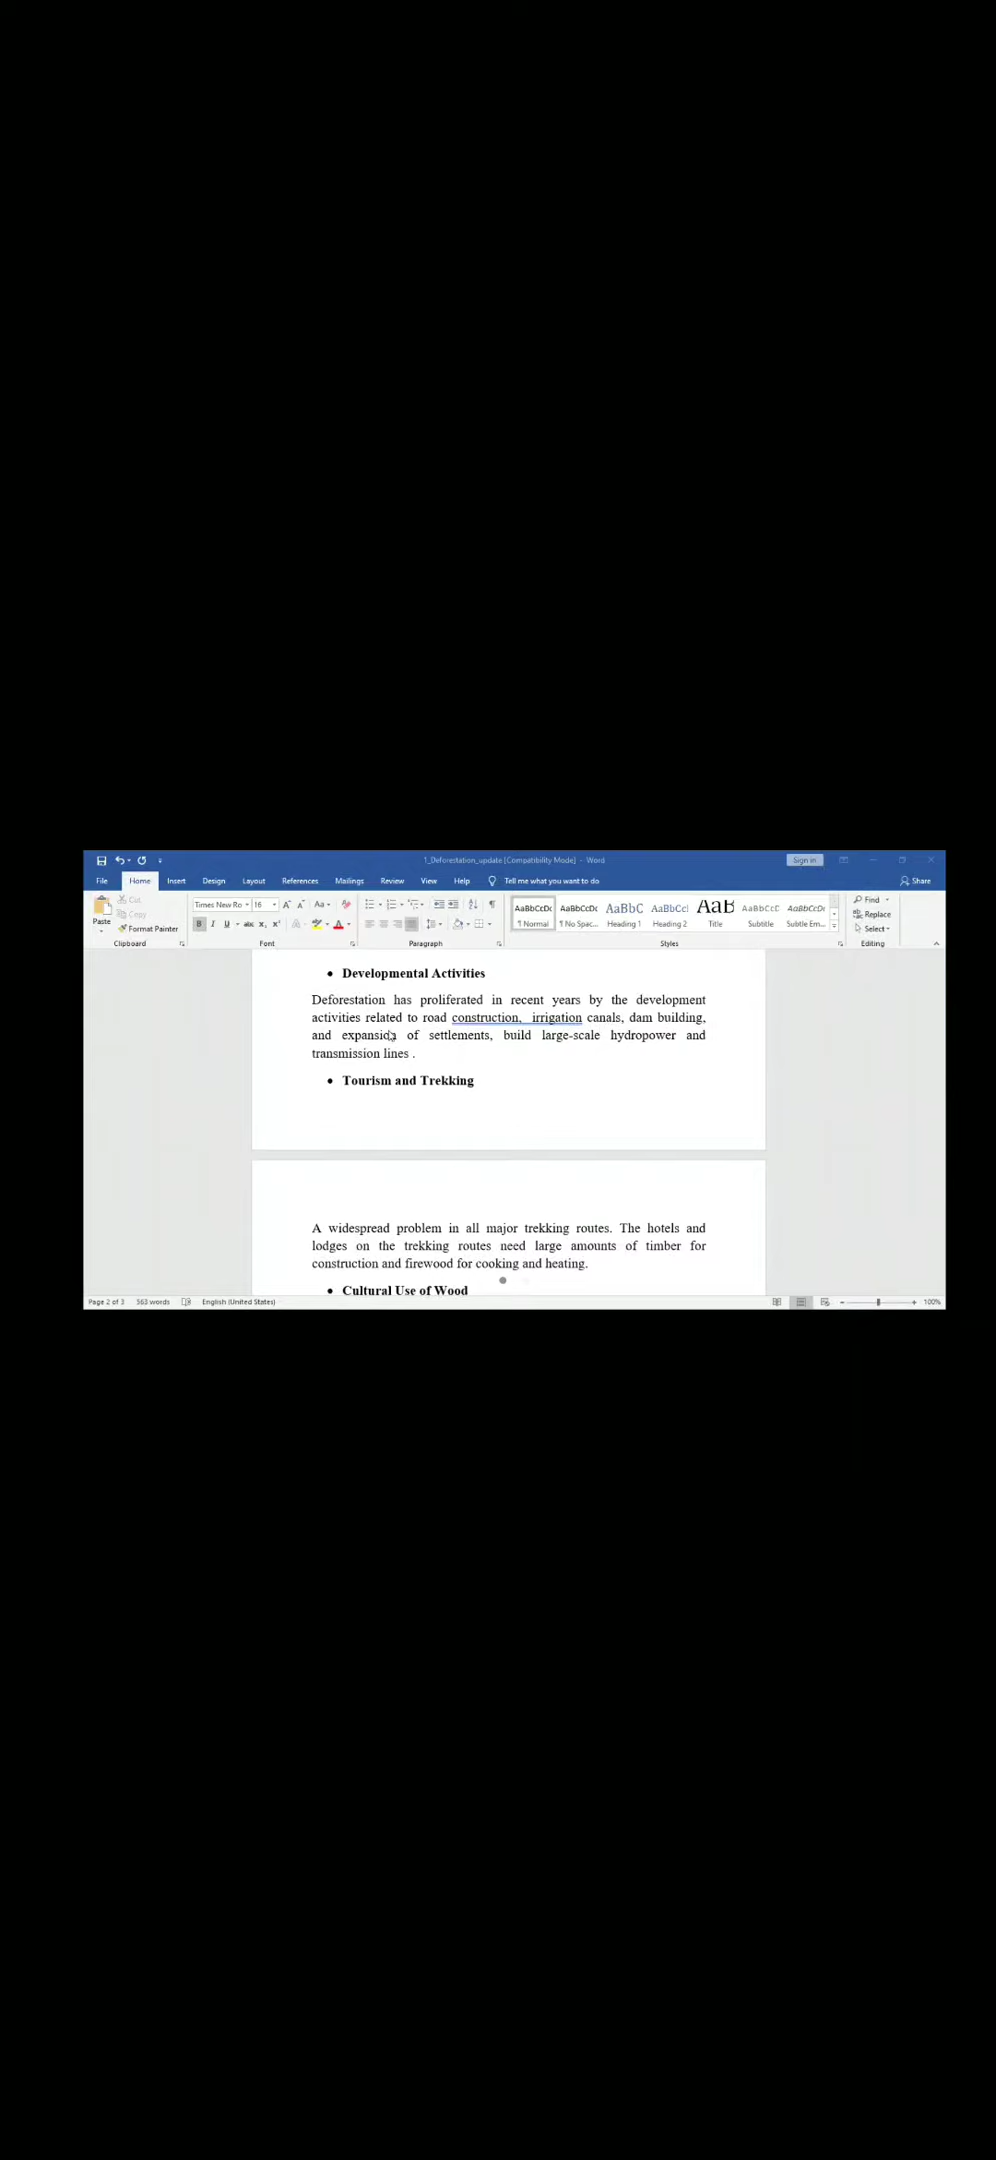 1_Deforestation_update [Compatibility Mode] - Word
Sign in
File Home Insert Design Layout References Mailings Review View Help Tell me what you want to do Share
Paste
Cut
Copy
Format Painter
Clipboard
Times New Ro 16
Font
Paragraph
AaBbCcDc AaBbCcDc AaBbC AaBbCcI AaB AaBbCcC AaBbCcDc
¶ Normal ¶ No Spac... Heading 1 Heading 2 Title Subtitle Subtle Em...
Styles
Find
Replace
Select
Editing
• Developmental Activities
Deforestation has proliferated in recent years by the development
activities related to road construction, irrigation canals, dam building,
and expansion of settlements, build large-scale hydropower and
transmission lines .
• Tourism and Trekking
A widespread problem in all major trekking routes. The hotels and
lodges on the trekking routes need large amounts of timber for
construction and firewood for cooking and heating.
• Cultural Use of Wood
Page 2 of 3 563 words English (United States) 100%